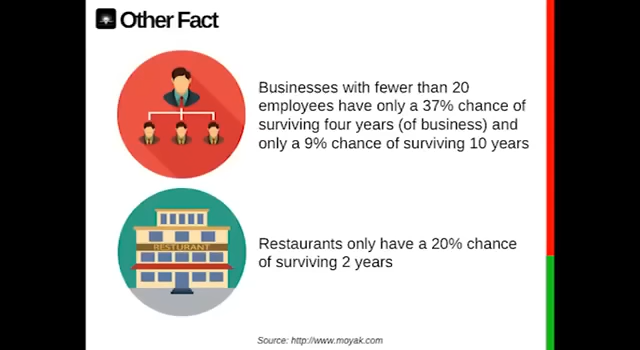 Other Fact
Businesses with fewer than 20
employees have only a 37% chance of
surviving four years (of business) and
only a 9% chance of surviving 10 years
RESTURANT
Restaurants only have a 20% chance
of surviving 2 years
Source: http://www.moyak.com